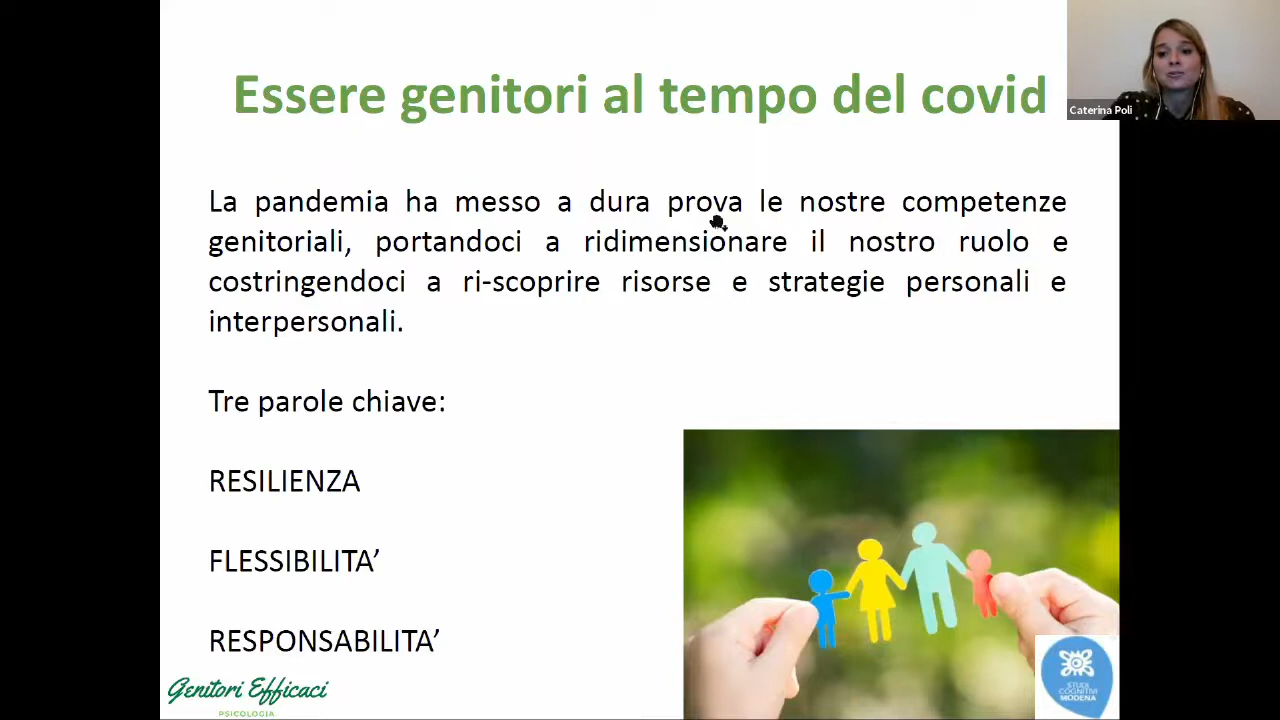 Essere genitori al tempo del covid
Caterina Poli
La pandemia ha messo a dura prova le nostre competenze
genitoriali, portandoci a ridimensionare il nostro ruolo e
costringendoci a ri-scoprire risorse e strategie personali e
interpersonali.
Tre parole chiave:
RESILIENZA
FLESSIBILITA’
RESPONSABILITA’
Genitori Efficaci
PSICOLOGIA
STUDI
COGNITIVI
MODENA